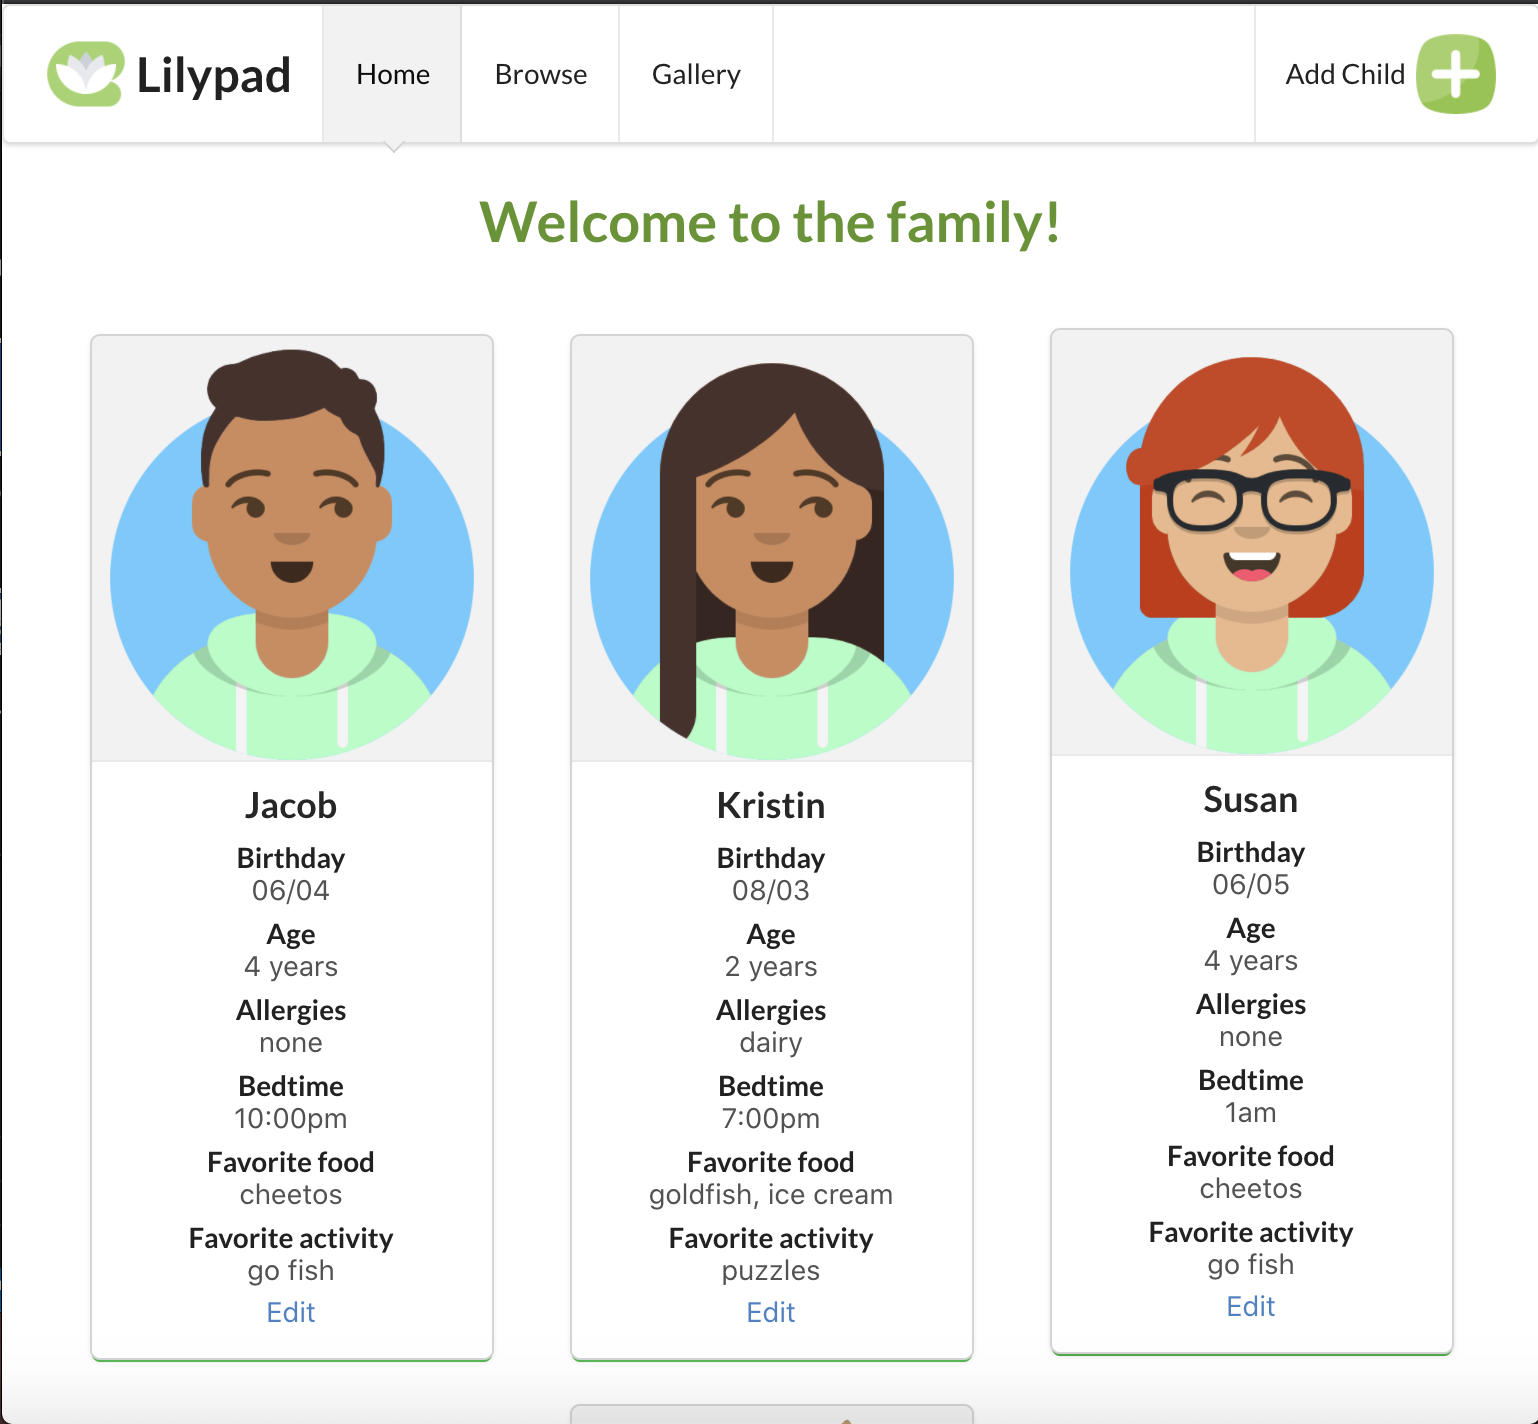 Lilypad
Home
Browse
Gallery
Add Child
Welcome to the family!
Jacob
Birthday
06/04
Age
4 years
Allergies
none
Bedtime
10:00pm
Favorite food
cheetos
Favorite activity
go fish
Edit
Kristin
Birthday
08/03
Age
2 years
Allergies
dairy
Bedtime
7:00pm
Favorite food
goldfish, ice cream
Favorite activity
puzzles
Edit
Susan
Birthday
06/05
Age
4 years
Allergies
none
Bedtime
1am
Favorite food
cheetos
Favorite activity
go fish
Edit